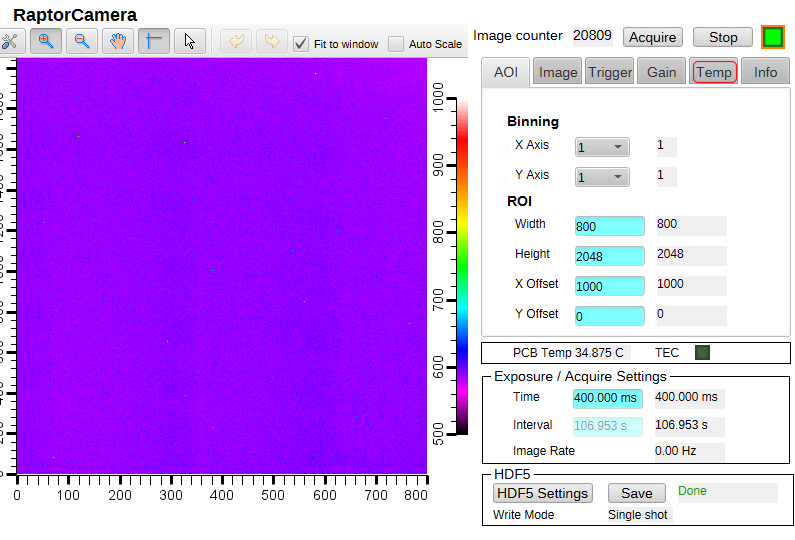 RaptorCamera
Fit to window
Auto Scale
Image counter 20809 Acquire Stop
AOI Image Trigger Gain Temp Info
Binning
X Axis 1 1
Y Axis 1 1
ROI
Width 800 800
Height 2048 2048
X Offset 1000 1000
Y Offset 0 0
PCB Temp 34.875 C TEC
Exposure / Acquire Settings
Time 400.000 ms 400.000 ms
Interval 106.953 s 106.953 s
Image Rate 0.00 Hz
HDF5
HDF5 Settings Save Done
Write Mode Single shot
1000
900
800
700
600
500
0 100 200 300 400 500 600 700 800